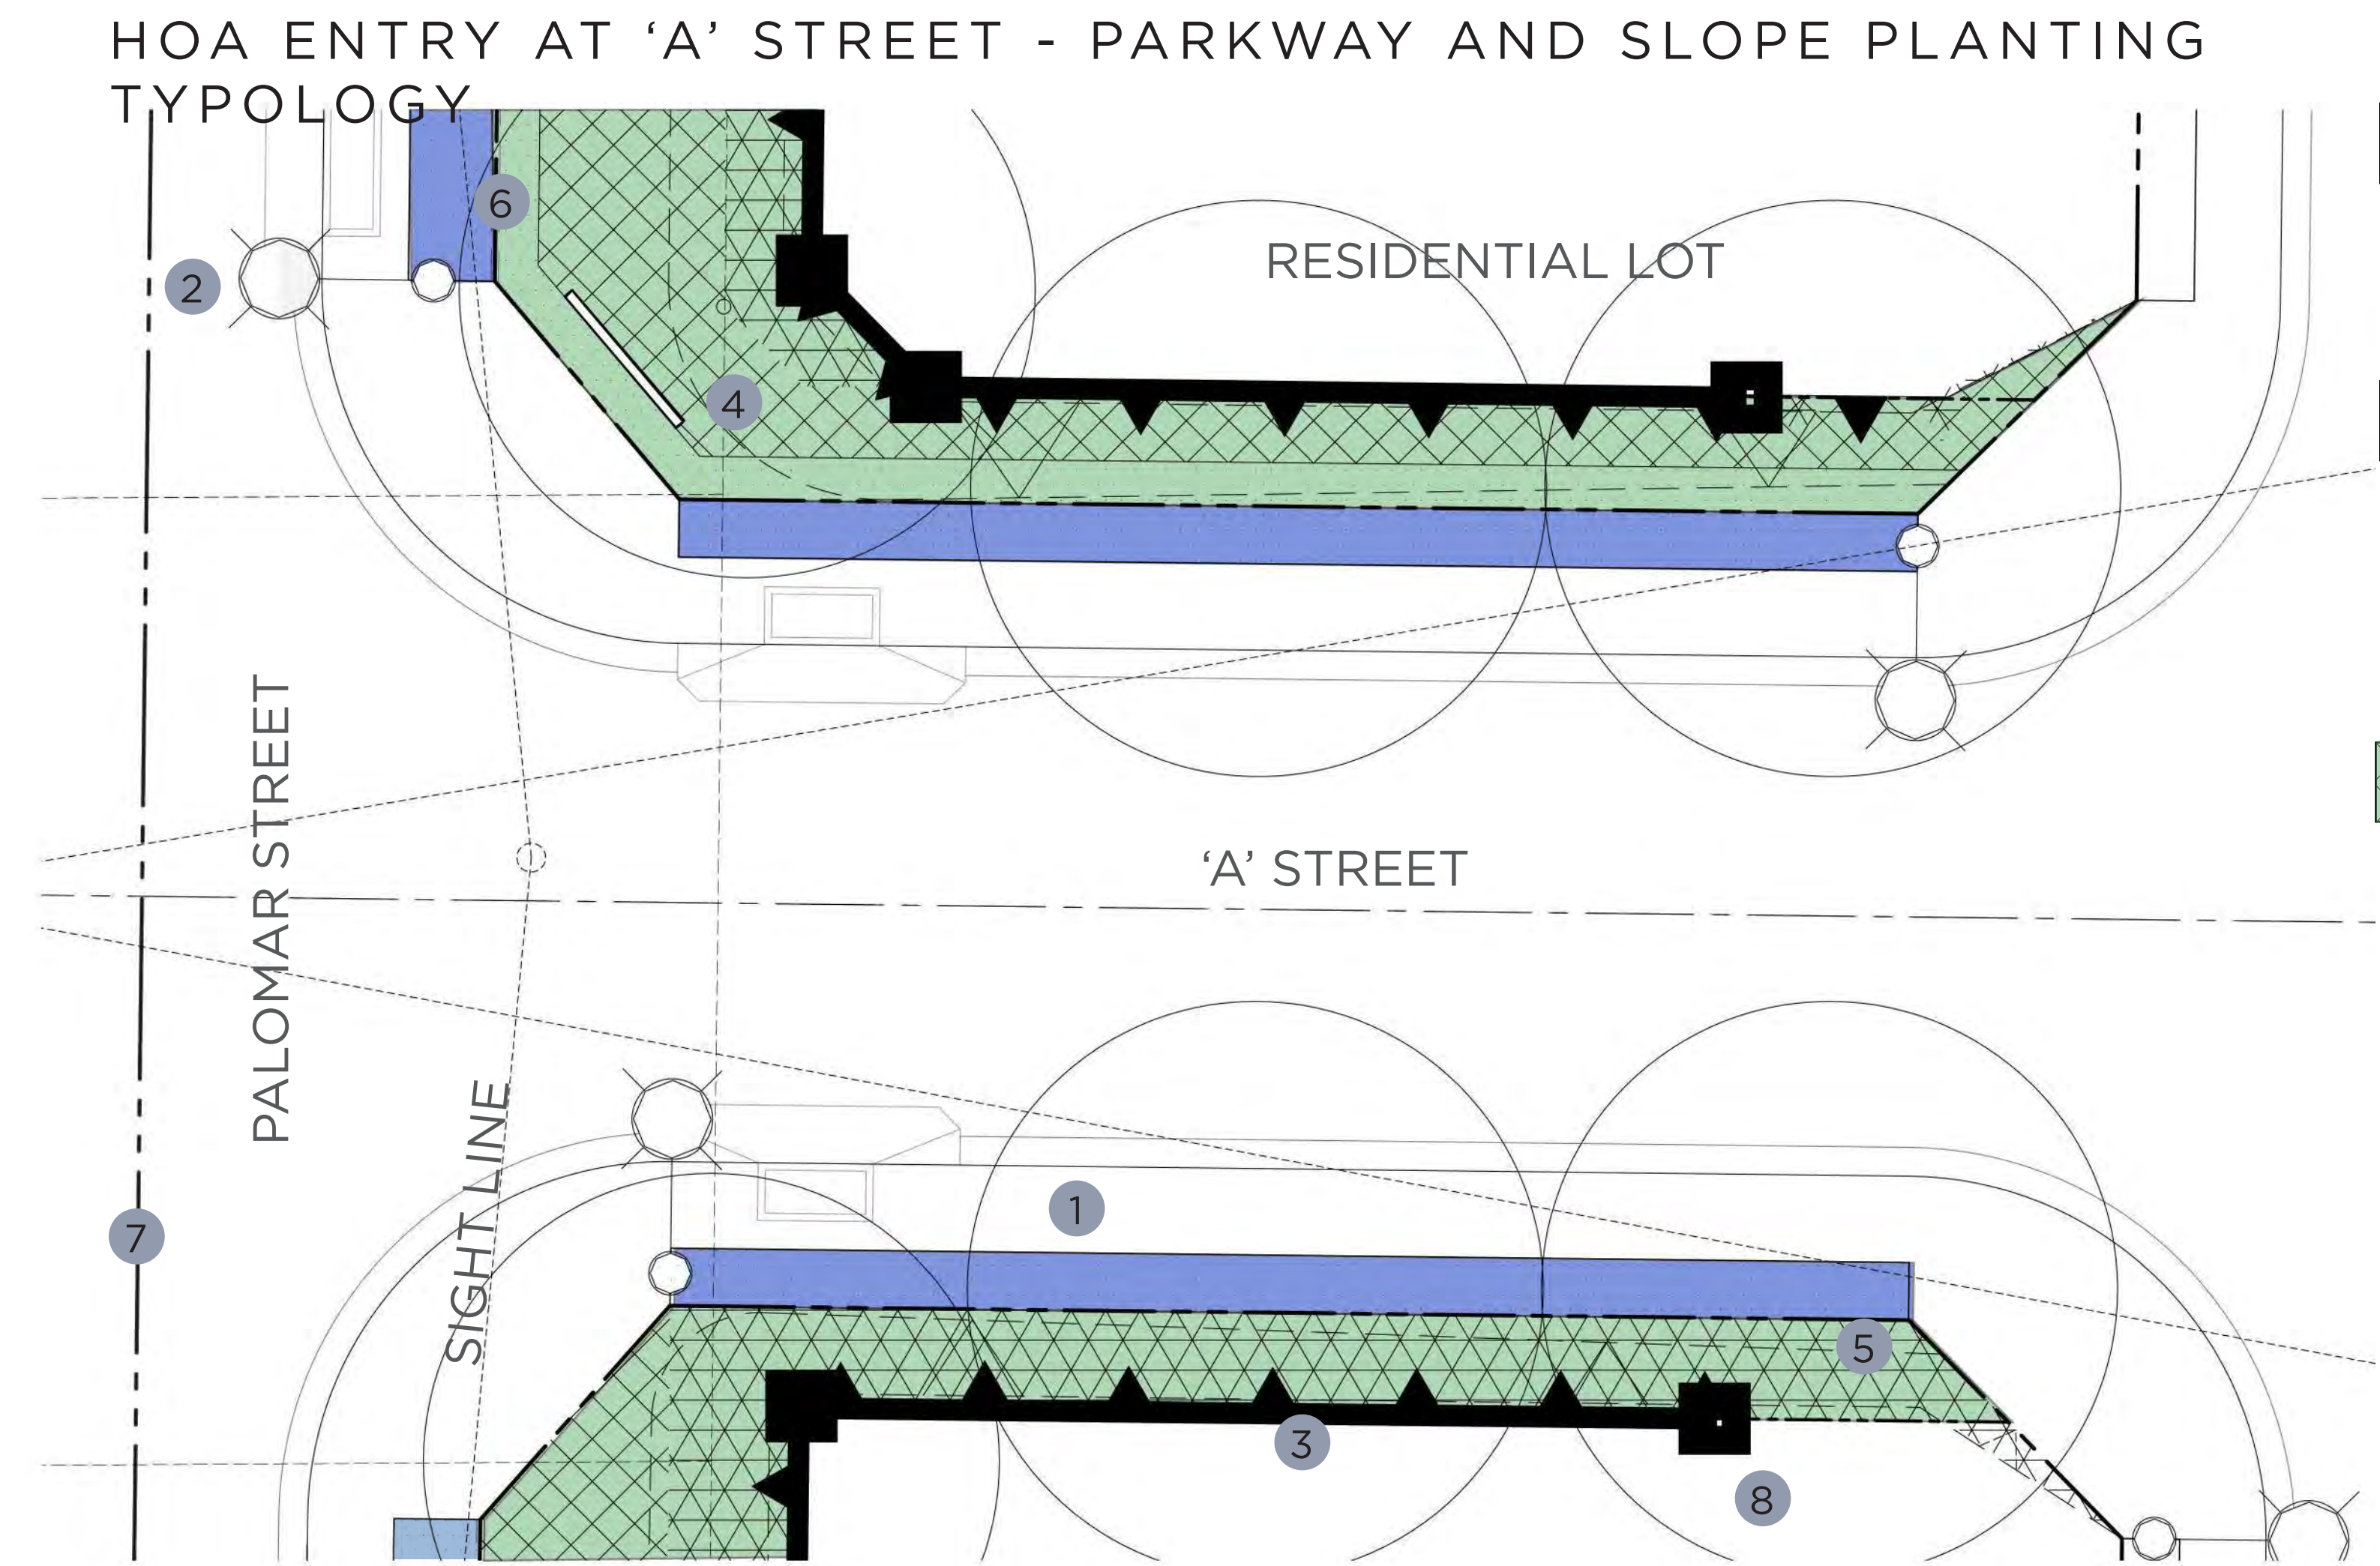 HOA ENTRY AT ‘A’ STREET - PARKWAY AND SLOPE PLANTING
TYPOLOGY
6
2
RESIDENTIAL LOT
4
PALOMAR STREET
‘A’ STREET
SIGHT LINE
1
7
5
3
8